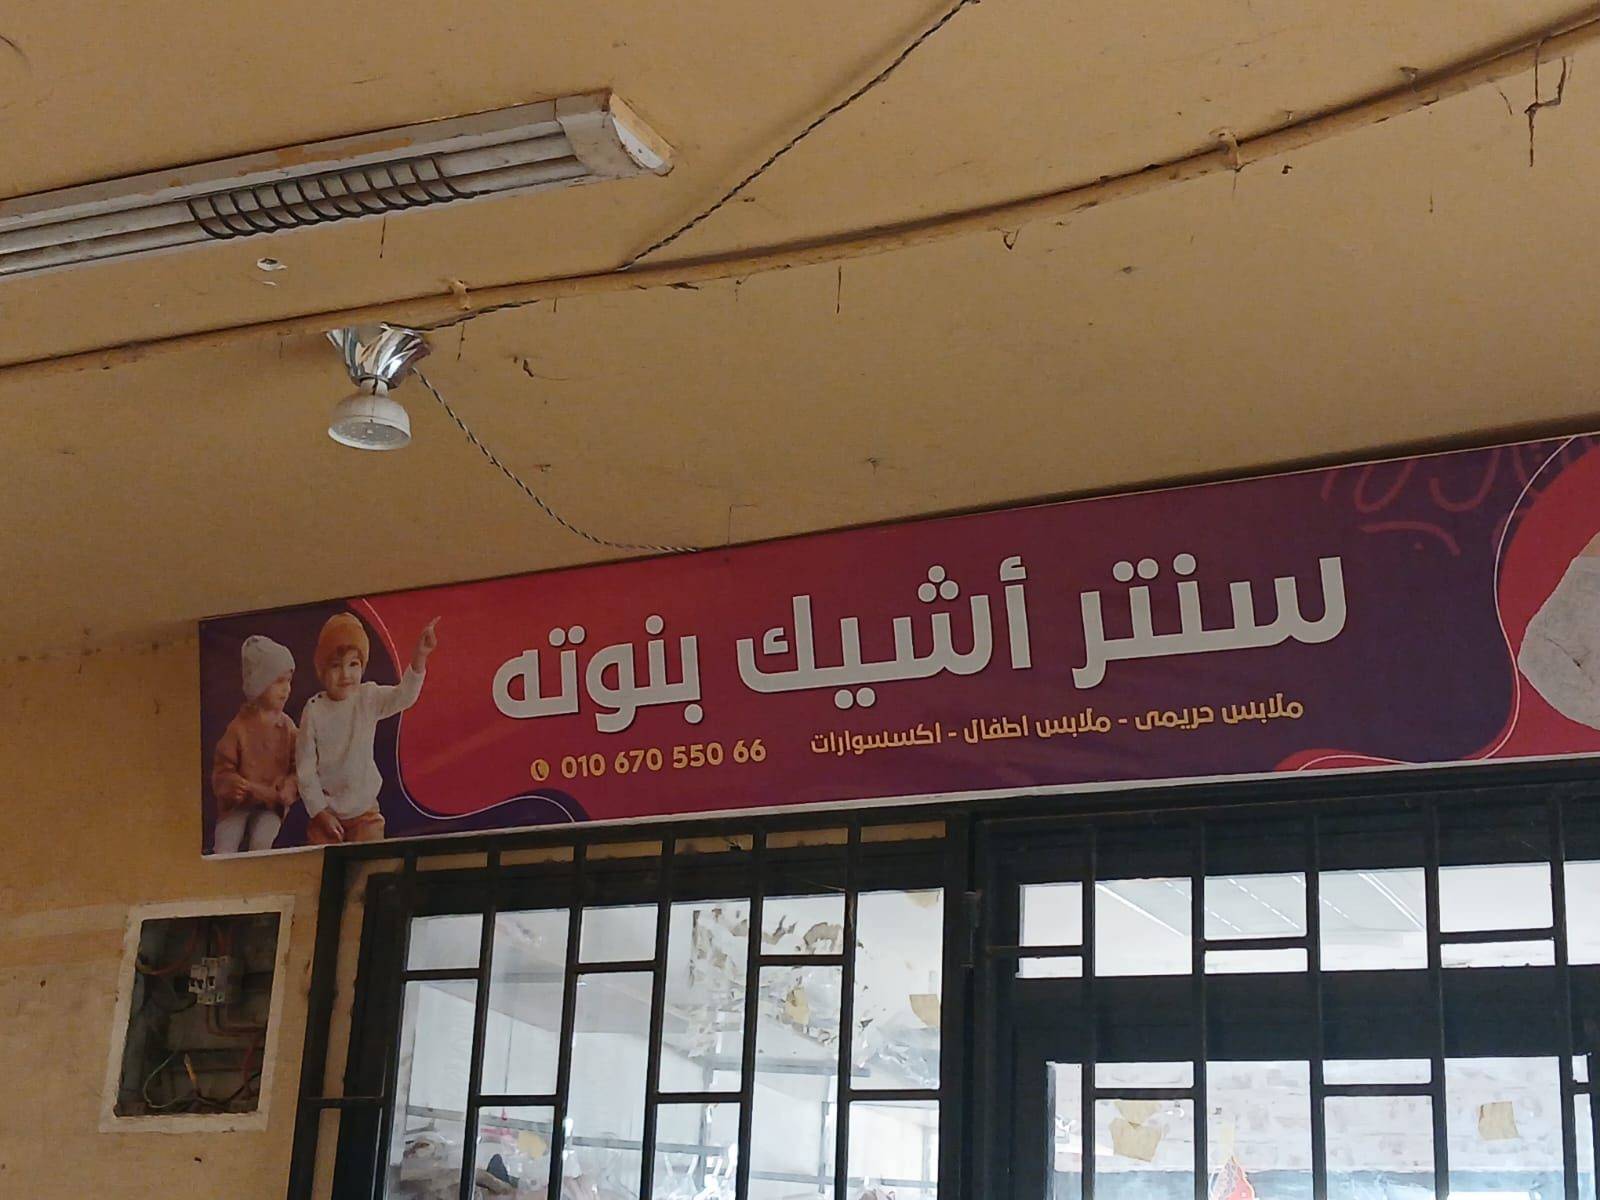 سنتر أشيك بنوته
ملابس حريمى - ملابس اطفال - اكسسوارات
010 670 550 66